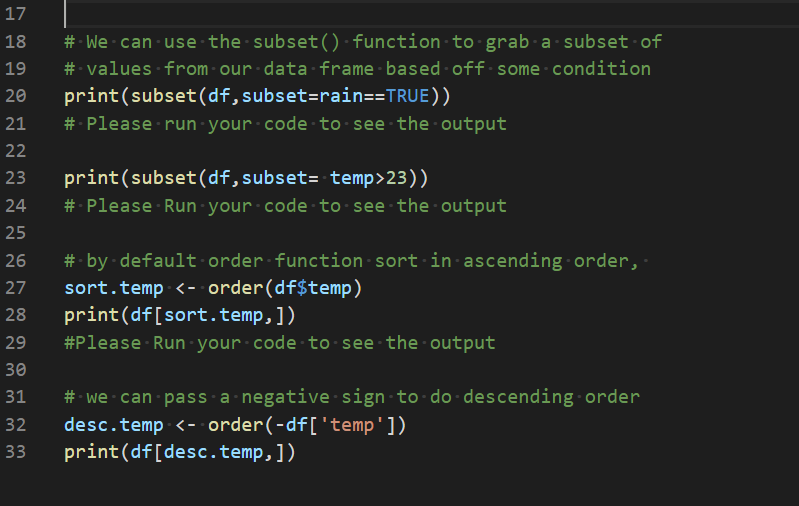 17
18 # We can use the subset() function to grab a subset of
19 # values from our data frame based off some condition
20 print(subset(df,subset=rain==TRUE))
21 # Please run your code to see the output
22
23 print(subset(df,subset= temp>23))
24 # Please Run your code to see the output
25
26 # by default order function sort in ascending order,
27 sort.temp <- order(df$temp)
28 print(df[sort.temp,])
29 #Please Run your code to see the output
30
31 # we can pass a negative sign to do descending order
32 desc.temp <- order(-df['temp'])
33 print(df[desc.temp,])